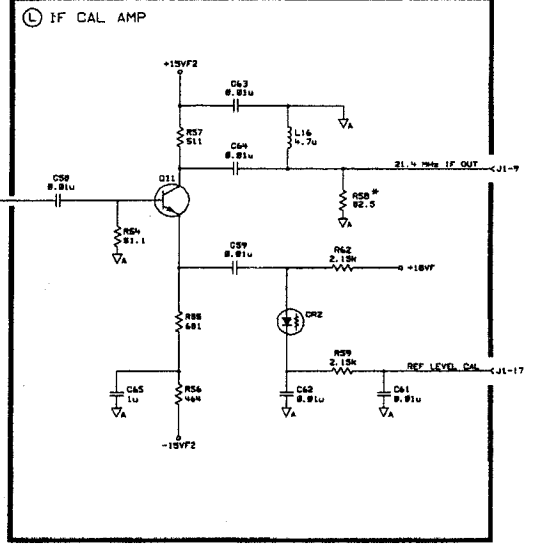 L IF CAL AMP
+15VF2
C63
0.01u
R57
511
L16
4.7u
A
C64
0.01u
21.4 MHz IF OUT
J1-9
C58
0.01u
Q11
R58*
82.5
A
R54
51.1
A
C59
0.01u
R62
2.15k
+10VF
R55
681
CR2
R59
2.15k
REF LEVEL CAL
J1-17
C65
1u
A
R56
464
C62
0.01u
A
C61
0.01u
A
-15VF2